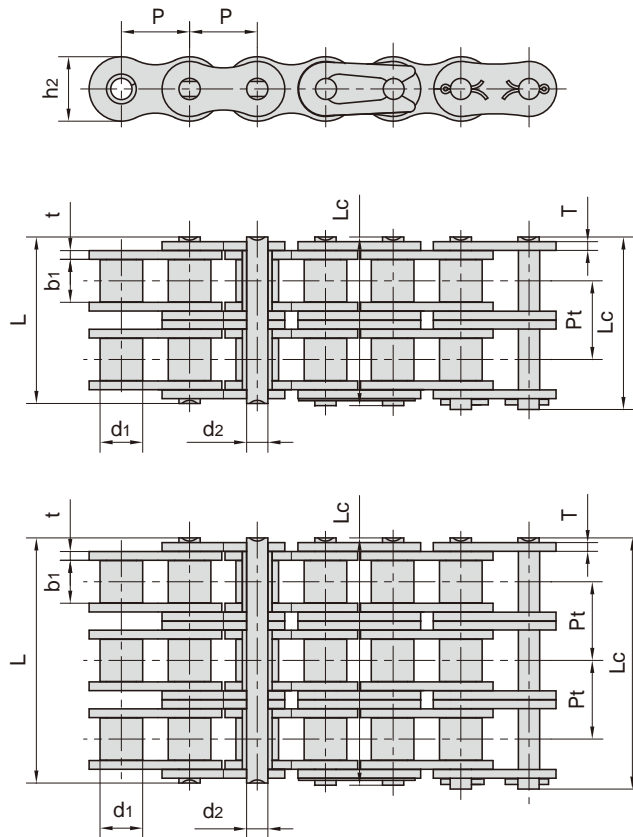 P P
h2
t Lc T
b1
L Pt Lc
d1 d2
t Lc T
b1
Pt
L Lc
Pt
d1 d2